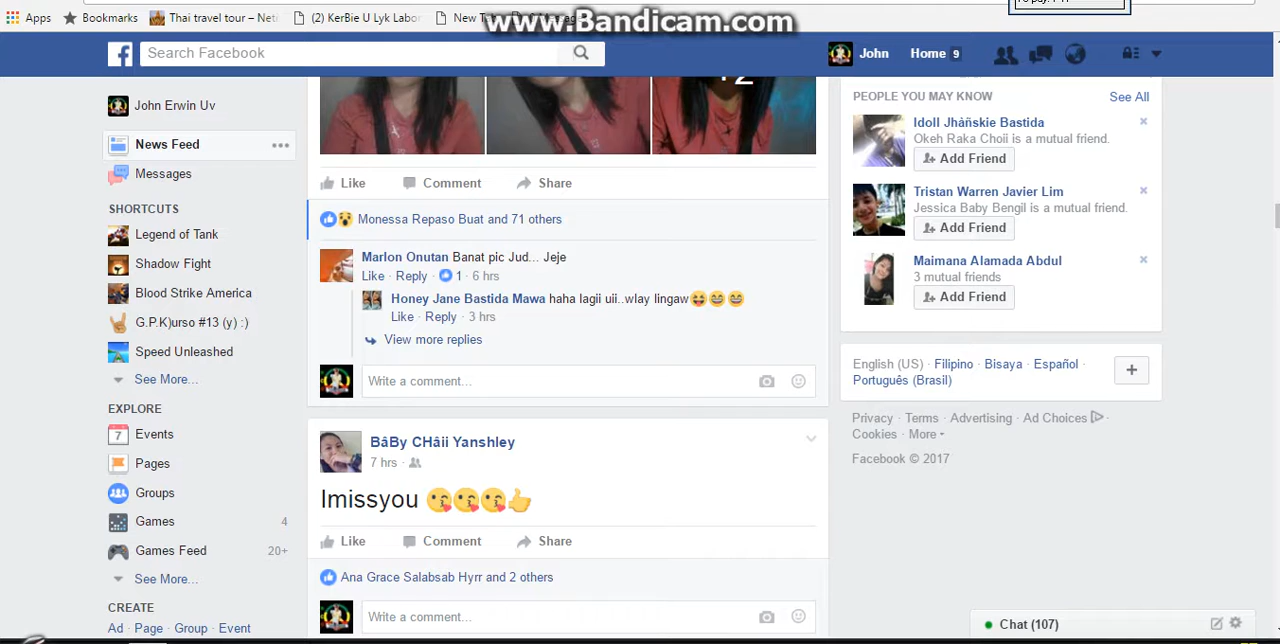 www.Bandicam.com
Apps Bookmarks Thai travel tour – Net (2) KerBie U Lyk Labor New Ta
Search Facebook John Home 9
John Erwin Uv
News Feed
Messages
SHORTCUTS
Legend of Tank
Shadow Fight
Blood Strike America
G.P.K)urso #13 (y) :)
Speed Unleashed
See More...
EXPLORE
Events
Pages
Groups
Games 4
Games Feed 20+
See More...
CREATE
Ad · Page · Group · Event
+2
Like Comment Share
Monessa Repaso Buat and 71 others
Marlon Onutan Banat pic Jud... Jeje
Like · Reply · 1 · 6 hrs
Honey Jane Bastida Mawa haha lagii uii..wlay lingaw😝😁😁
Like · Reply · 3 hrs
View more replies
Write a comment...
BâBy CHâii Yanshley
7 hrs ·
Imissyou 😘😘😘👍
Like Comment Share
Ana Grace Salabsab Hyrr and 2 others
Write a comment...
PEOPLE YOU MAY KNOW See All
Idoll Jhâñskie Bastida
Okeh Raka Choii is a mutual friend.
Add Friend
Tristan Warren Javier Lim
Jessica Baby Bengil is a mutual friend.
Add Friend
Maimana Alamada Abdul
3 mutual friends
Add Friend
English (US) · Filipino · Bisaya · Español ·
Português (Brasil)
Privacy · Terms · Advertising · Ad Choices ·
Cookies · More
Facebook © 2017
Chat (107)